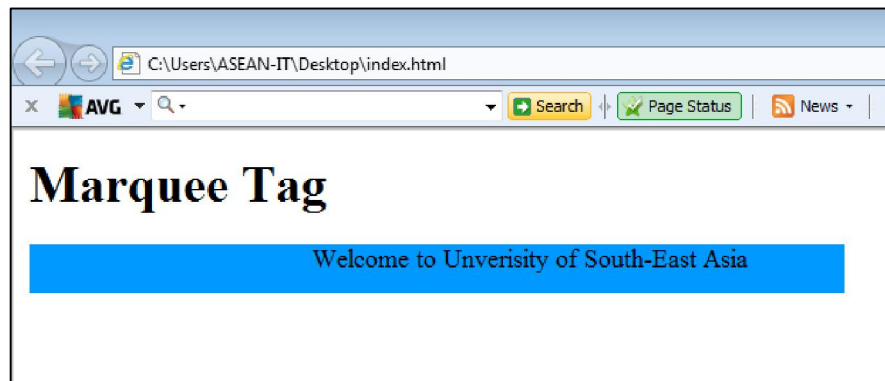 C:\Users\ASEAN-IT\Desktop\index.html
AVG Search Page Status News
Marquee Tag
Welcome to Unverisity of South-East Asia